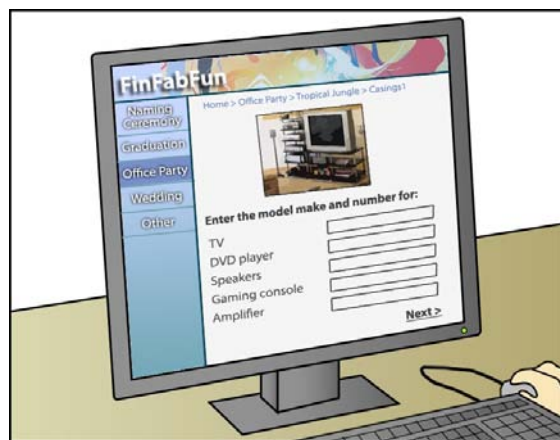 FinFabFun
Home > Office Party > Tropical Jungle > Casings1
Naming
Ceremony
Graduation
Office Party
Wedding
Other
Enter the model make and number for:
TV
DVD player
Speakers
Gaming console
Amplifier
Next >